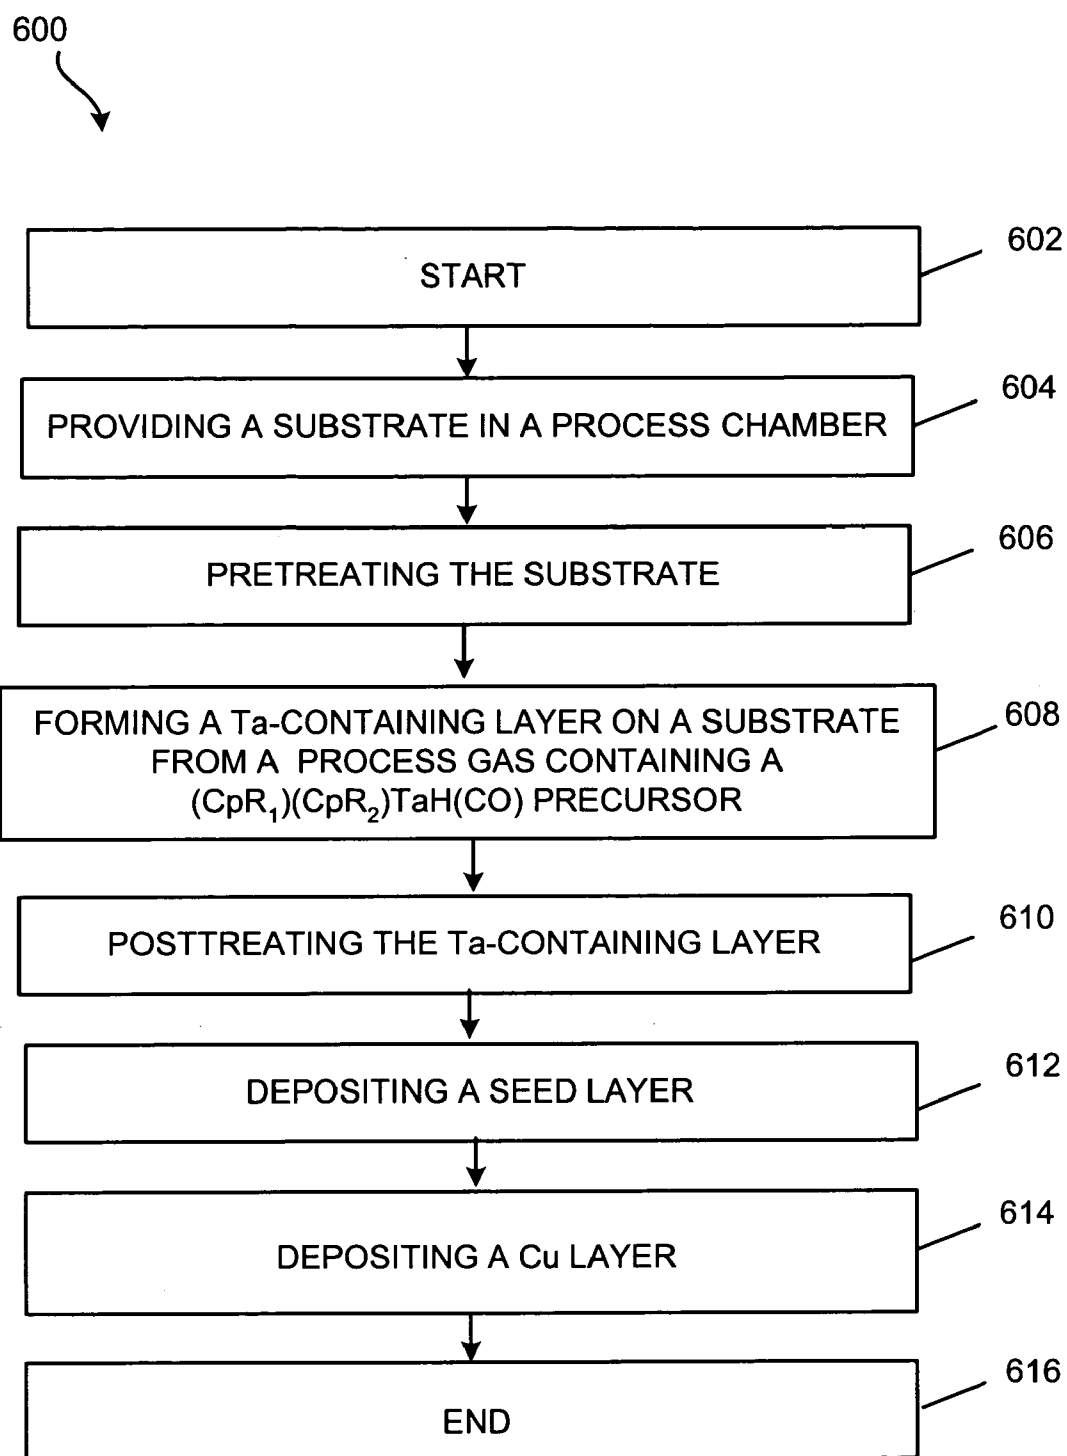 600
START
602
PROVIDING A SUBSTRATE IN A PROCESS CHAMBER
604
PRETREATING THE SUBSTRATE
606
FORMING A Ta-CONTAINING LAYER ON A SUBSTRATE
FROM A PROCESS GAS CONTAINING A
(CpR₁)(CpR₂)TaH(CO) PRECURSOR
608
POSTTREATING THE Ta-CONTAINING LAYER
610
DEPOSITING A SEED LAYER
612
DEPOSITING A Cu LAYER
614
END
616